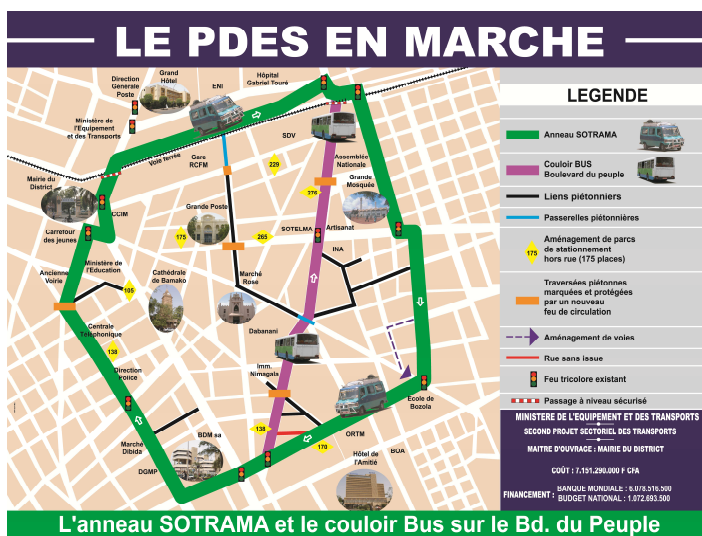 LE PDES EN MARCHE
Direction
Generale
Poste
Grand
Hôtel
ENI
Hôpital
Gabriel Touré
Ministère de
l'Equipement
et des Transports
Voie ferrée
Gare
RCFM
SDV
229
Assemblée
Nationale
276
Grande
Mosquée
Mairie du
District
CCIM
Carrefour
des jeunes
Grande Poste
175
265
SOTELMA
Artisanat
INA
Ancienne
Voirie
Ministère de
l'Education
105
Cathédrale
de Bamako
Marché
Rose
Centrale
Téléphonique
138
Dabanani
Direction
Police
Imm.
Nimagala
Ecole de
Bozola
Marché
Dibida
BDM sa
138
170
ORTM
DGMP
Hôtel de
l'Amitié
BOA
LEGENDE
Anneau SOTRAMA
Couloir BUS
Boulevard du peuple
Liens piétonniers
Passerelles piétonnières
175
Aménagement de parcs
de stationnement
hors rue (175 places)
Traversées piétonnes
marquées et protégées
par un nouveau
feu de circulation
Aménagement de voies
Rue sans issue
Feu tricolore existant
Passage à niveau sécurisé
MINISTERE DE L'EQUIPEMENT ET DES TRANSPORTS
SECOND PROJET SECTORIEL DES TRANSPORTS
MAITRE D'OUVRAGE : MAIRIE DU DISTRICT
COÛT : 7.151.290.000 F CFA
FINANCEMENT :
BANQUE MONDIALE : 6.078.516.500
BUDGET NATIONAL : 1.072.693.500
L'anneau SOTRAMA et le couloir Bus sur le Bd. du Peuple